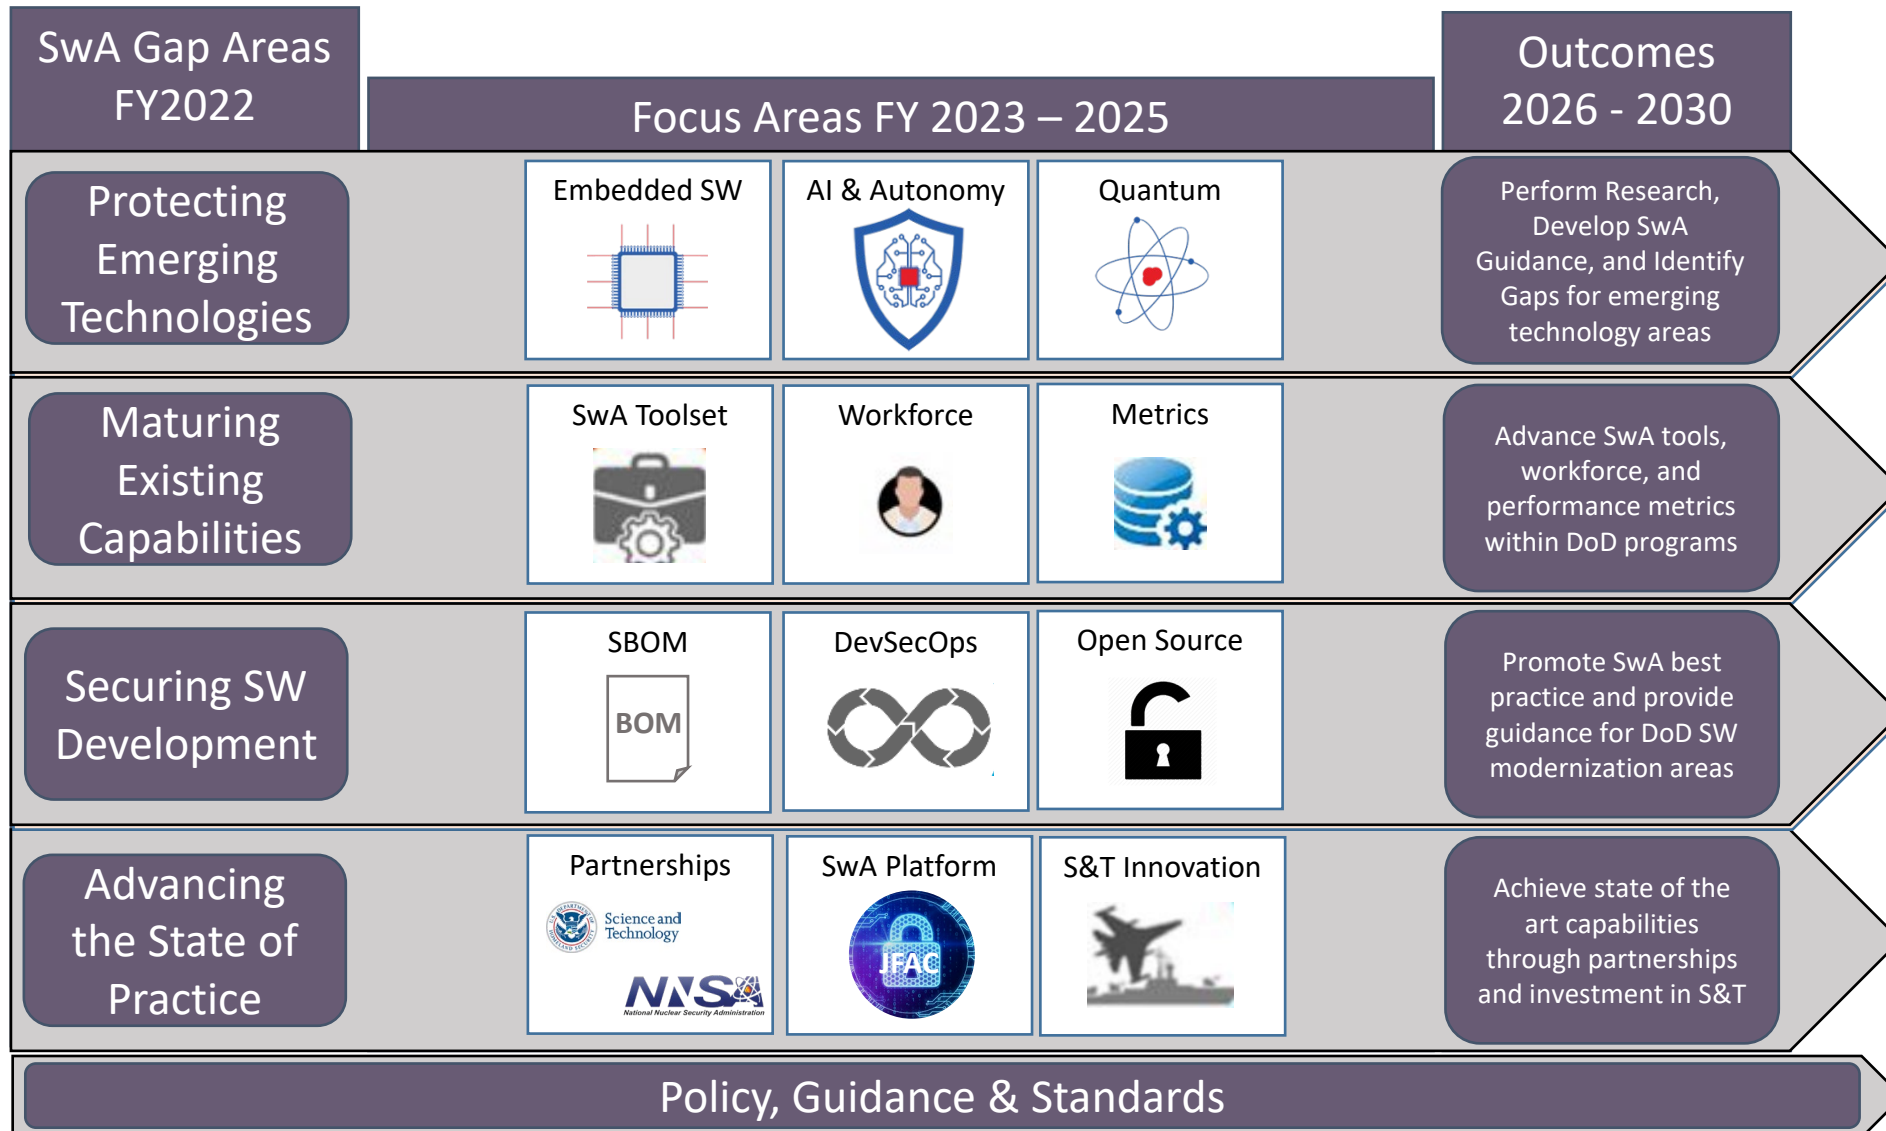 SwA Gap Areas
FY2022
Focus Areas FY 2023 – 2025
Outcomes
2026 - 2030
Protecting
Emerging
Technologies
Embedded SW
AI & Autonomy
Quantum
Perform Research,
Develop SwA
Guidance, and Identify
Gaps for emerging
technology areas
Maturing
Existing
Capabilities
SwA Toolset
Workforce
Metrics
Advance SwA tools,
workforce, and
performance metrics
within DoD programs
Securing SW
Development
SBOM
BOM
DevSecOps
Open Source
Promote SwA best
practice and provide
guidance for DoD SW
modernization areas
Advancing
the State of
Practice
Partnerships
Science and
Technology
NNSA
National Nuclear Security Administration
SwA Platform
JFAC
S&T Innovation
Achieve state of the
art capabilities
through partnerships
and investment in S&T
Policy, Guidance & Standards